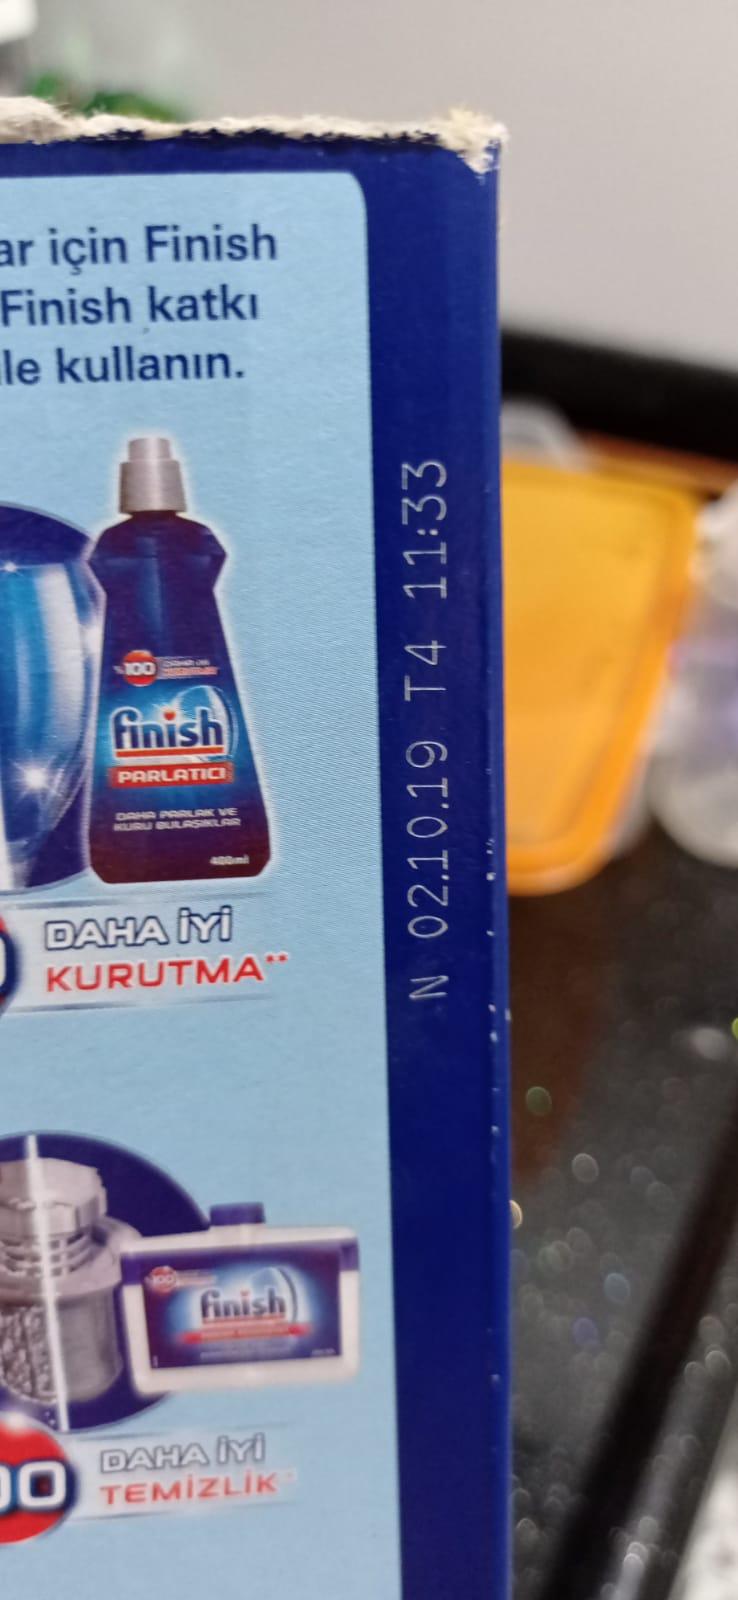 ar için Finish
Finish katkı
le kullanın.
%100
finish
PARLATICI
DAHA PARLAK VE
KURU BULAŞIKLAR
400ml
DAHA İYİ
KURUTMA**
N 02.10.19 T4 11:33
100
finish
00
DAHA İYİ
TEMİZLİK*